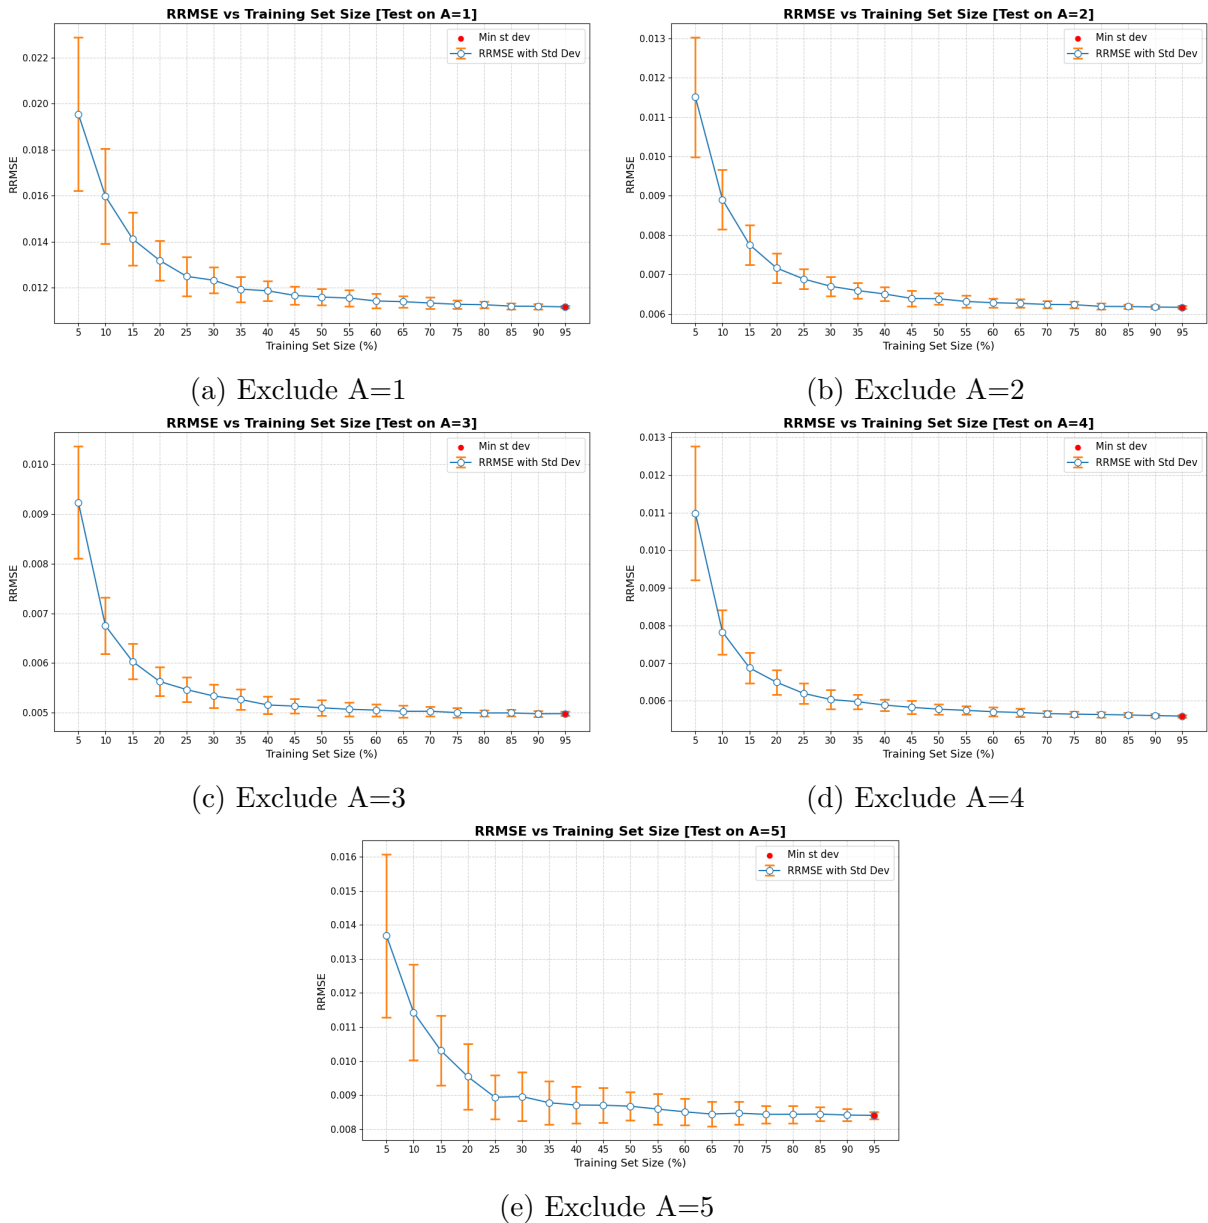 RRMSE vs Training Set Size [Test on A=1]
RRMSE
0.022
0.020
0.018
0.016
0.014
0.012
Min st dev
RRMSE with Std Dev
5 10 15 20 25 30 35 40 45 50 55 60 65 70 75 80 85 90 95
Training Set Size (%)
(a) Exclude A=1
RRMSE vs Training Set Size [Test on A=2]
RRMSE
0.013
0.012
0.011
0.010
0.009
0.008
0.007
0.006
Min st dev
RRMSE with Std Dev
5 10 15 20 25 30 35 40 45 50 55 60 65 70 75 80 85 90 95
Training Set Size (%)
(b) Exclude A=2
RRMSE vs Training Set Size [Test on A=3]
RRMSE
0.010
0.009
0.008
0.007
0.006
0.005
Min st dev
RRMSE with Std Dev
5 10 15 20 25 30 35 40 45 50 55 60 65 70 75 80 85 90 95
Training Set Size (%)
(c) Exclude A=3
RRMSE vs Training Set Size [Test on A=4]
RRMSE
0.013
0.012
0.011
0.010
0.009
0.008
0.007
0.006
Min st dev
RRMSE with Std Dev
5 10 15 20 25 30 35 40 45 50 55 60 65 70 75 80 85 90 95
Training Set Size (%)
(d) Exclude A=4
RRMSE vs Training Set Size [Test on A=5]
RRMSE
0.016
0.015
0.014
0.013
0.012
0.011
0.010
0.009
0.008
Min st dev
RRMSE with Std Dev
5 10 15 20 25 30 35 40 45 50 55 60 65 70 75 80 85 90 95
Training Set Size (%)
(e) Exclude A=5